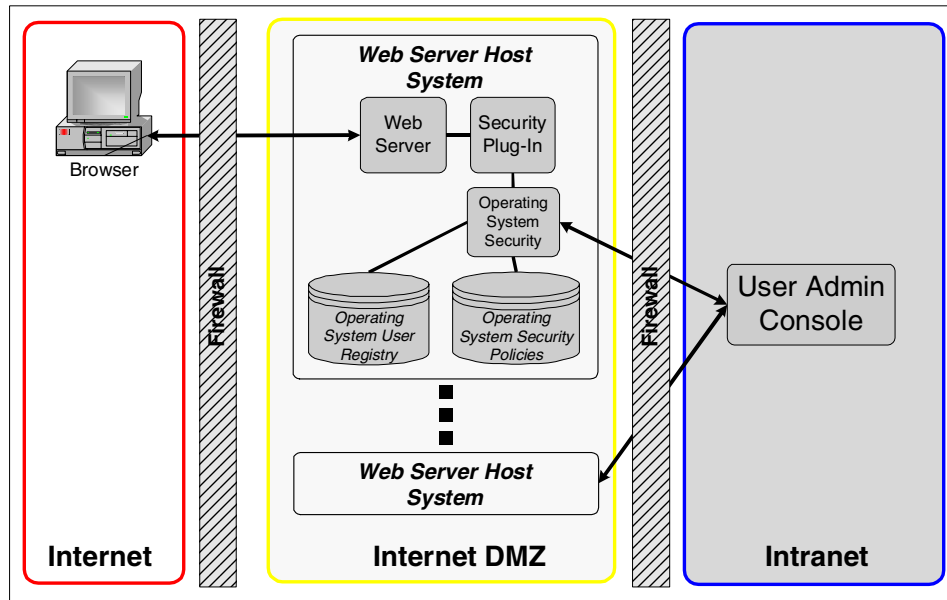 Web Server Host
System
Web
Server
Security
Plug-In
Browser
Operating
System
Security
Firewall
Firewall
User Admin
Console
Operating
System User
Registry
Operating
System Security
Policies
Web Server Host
System
Internet
Internet DMZ
Intranet